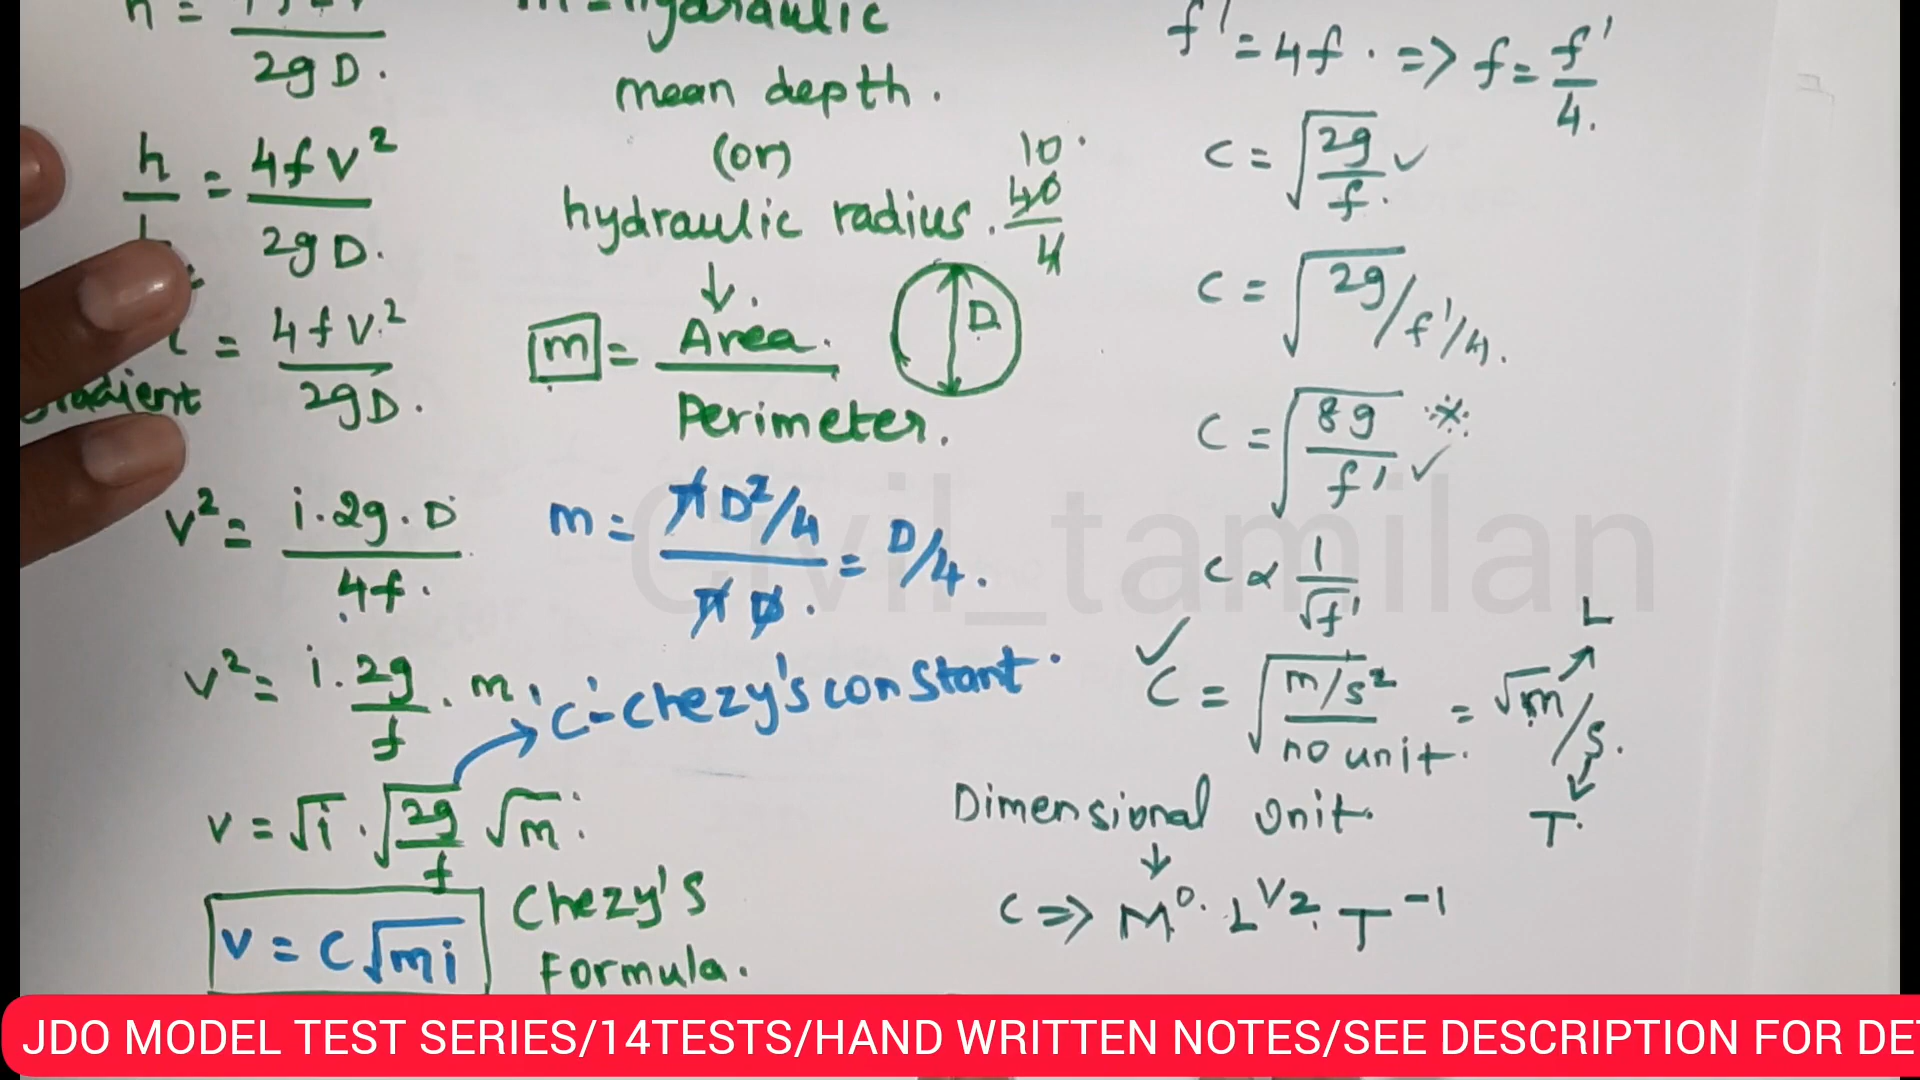 2gD.
h/L = 4fv²/2gD.
i = 4fv²/2gD.
gradient
v² = i.2g.D/4f.
v² = i.2g/f . m
v = √i . √2g/f √m
v = C√mi
Chezy's
Formula.
hydraulic
mean depth.
(or)
hydraulic radius. 40/4
10
m = Area. / Perimeter.
D
m = πD²/4 / πD. = D/4.
'C' - Chezy's constant.
f' = 4f. => f = f'/4.
C = √2g/f. ✓
C = √2g/f'/4.
C = √8g/f' ✓
C α 1/√f'
✓
C = √m/s² / no unit. = √m/s.
L
T.
Dimensional Unit.
↓
C => M⁰. L^1/2. T⁻¹
Civil_tamilan
JDO MODEL TEST SERIES/14TESTS/HAND WRITTEN NOTES/SEE DESCRIPTION FOR DE